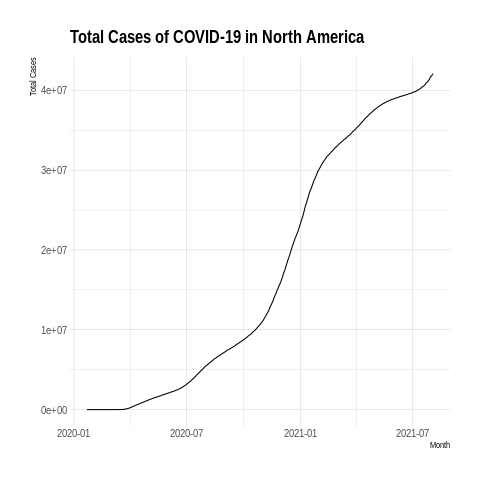 Total Cases of COVID-19 in North America
Total Cases
4e+07
3e+07
2e+07
1e+07
0e+00
2020-01 2020-07 2021-01 2021-07
Month